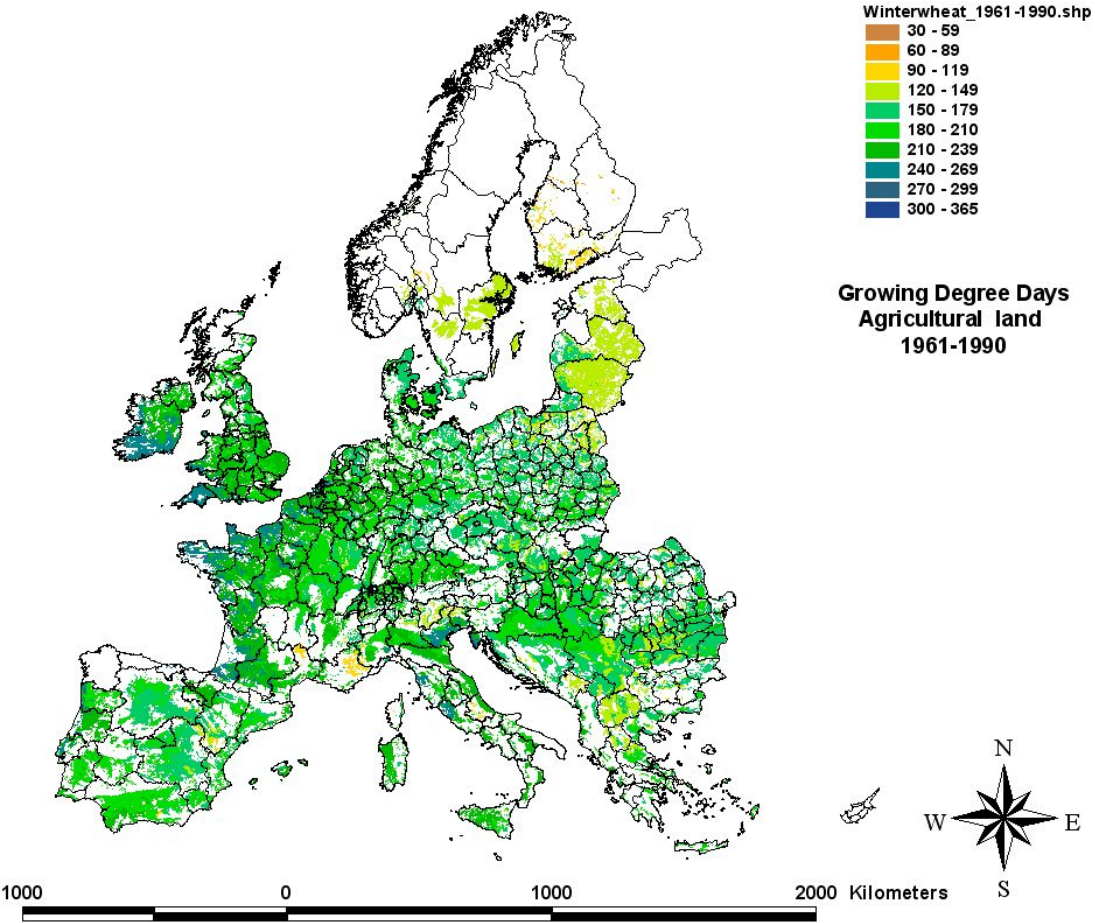 Winterwheat_1961-1990.shp
30 - 59
60 - 89
90 - 119
120 - 149
150 - 179
180 - 210
210 - 239
240 - 269
270 - 299
300 - 365
Growing Degree Days
Agricultural land
1961-1990
N
W E
S
1000 0 1000 2000 Kilometers